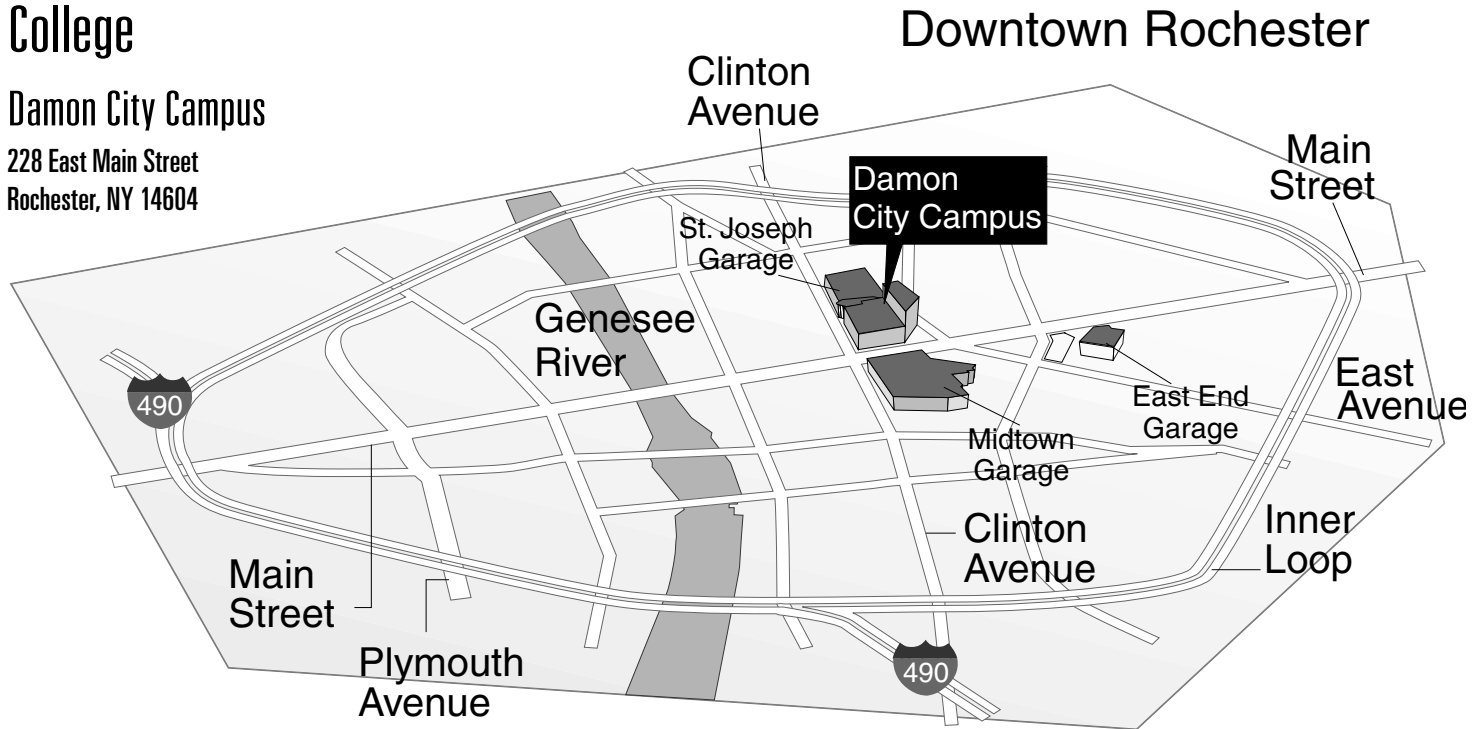 College
Damon City Campus
228 East Main Street
Rochester, NY 14604
Downtown Rochester
Clinton
Avenue
Main
Street
Damon
City Campus
St. Joseph
Garage
Genesee
River
490
East
Avenue
East End
Garage
Midtown
Garage
Clinton
Avenue
Inner
Loop
Main
Street
Plymouth
Avenue
490